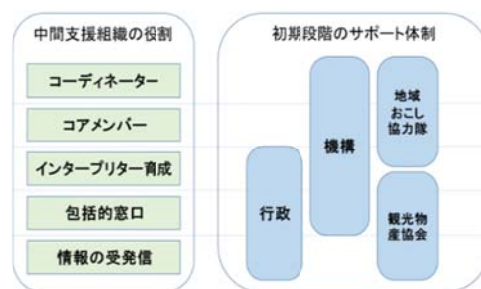 中間支援組織の役割
コーディネーター
コアメンバー
インタープリター育成
包括的窓口
情報の受発信
初期段階のサポート体制
行政
機構
地域
おこし
協力隊
観光物
産協会